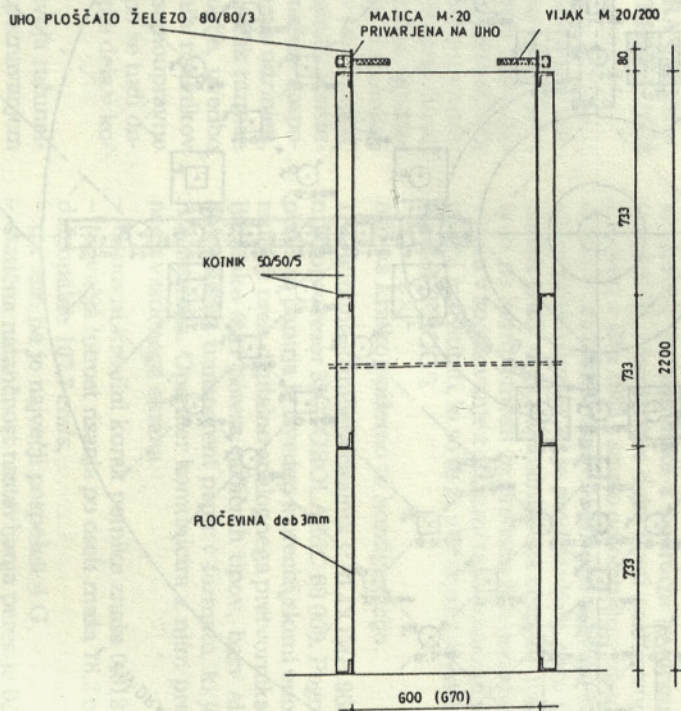 UHO PLOŠČATO ŽELEZO 80/80/3
MATICA M-20
PRIVARJENA NA UHO
VIJAK M 20/200
80
733
KOTNIK 50/50/5
733
2200
PLOČEVINA deb 3mm
733
600 (670)